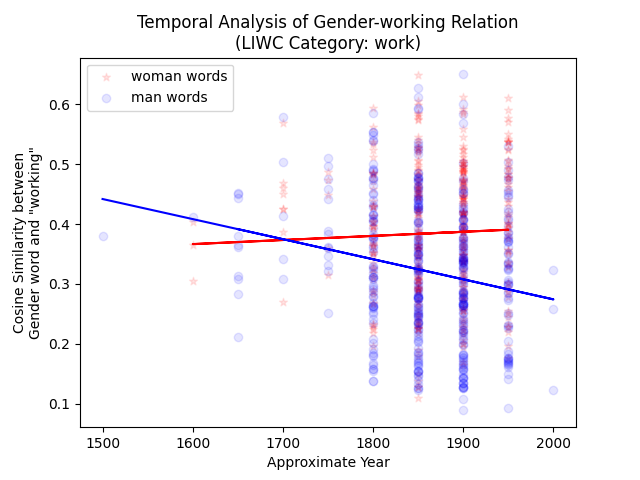 Temporal Analysis of Gender-working Relation
(LIWC Category: work)
woman words
man words
Cosine Similarity between
Gender word and "working"
0.6
0.5
0.4
0.3
0.2
0.1
1500 1600 1700 1800 1900 2000
Approximate Year